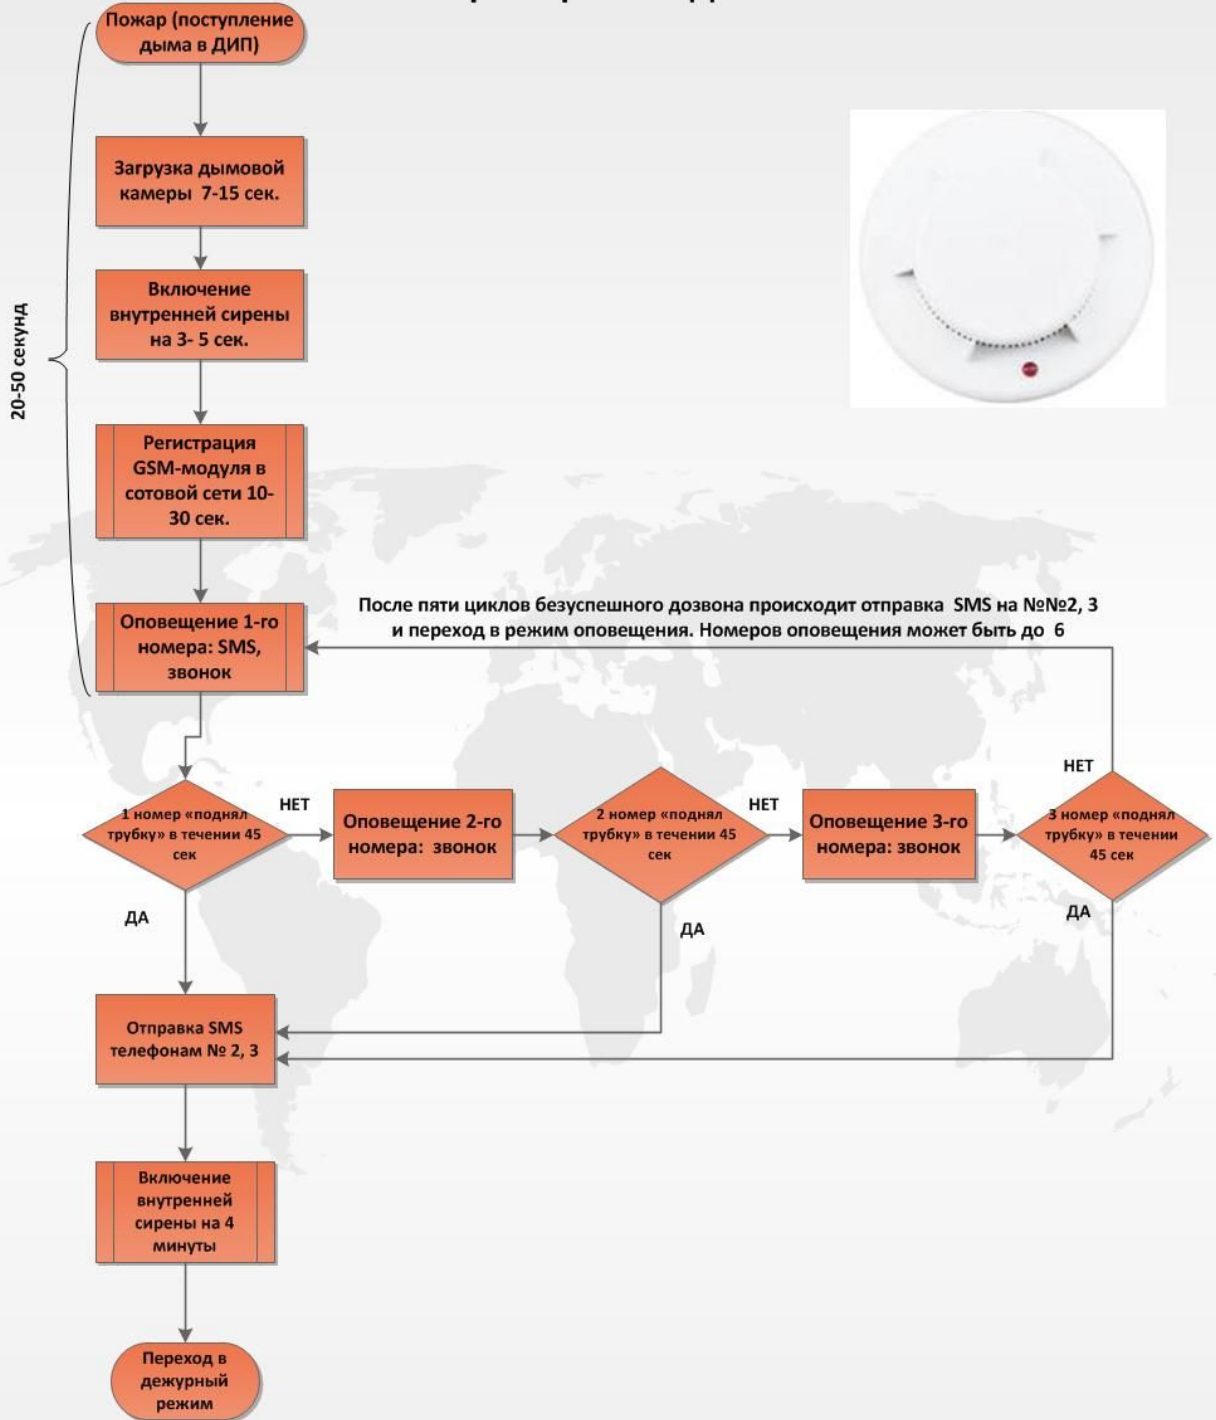 Пожар (поступление
дыма в ДИП)
Загрузка дымовой
камеры 7-15 сек.
Включение
внутренней сирены
на 3- 5 сек.
20-50 секунд
Регистрация
GSM-модуля в
сотовой сети 10-
30 сек.
После пяти циклов безуспешного дозвона происходит отправка SMS на №№2, 3
и переход в режим оповещения. Номеров оповещения может быть до 6
Оповещение 1-го
номера: SMS,
звонок
1 номер «поднял
трубку» в течении 45
сек
НЕТ
Оповещение 2-го
номера: звонок
2 номер «поднял
трубку» в течении 45
сек
НЕТ
Оповещение 3-го
номера: звонок
НЕТ
3 номер «поднял
трубку» в течении
45 сек
ДА
ДА
ДА
Отправка SMS
телефонам № 2, 3
Включение
внутренней
сирены на 4
минуты
Переход в
дежурный
режим